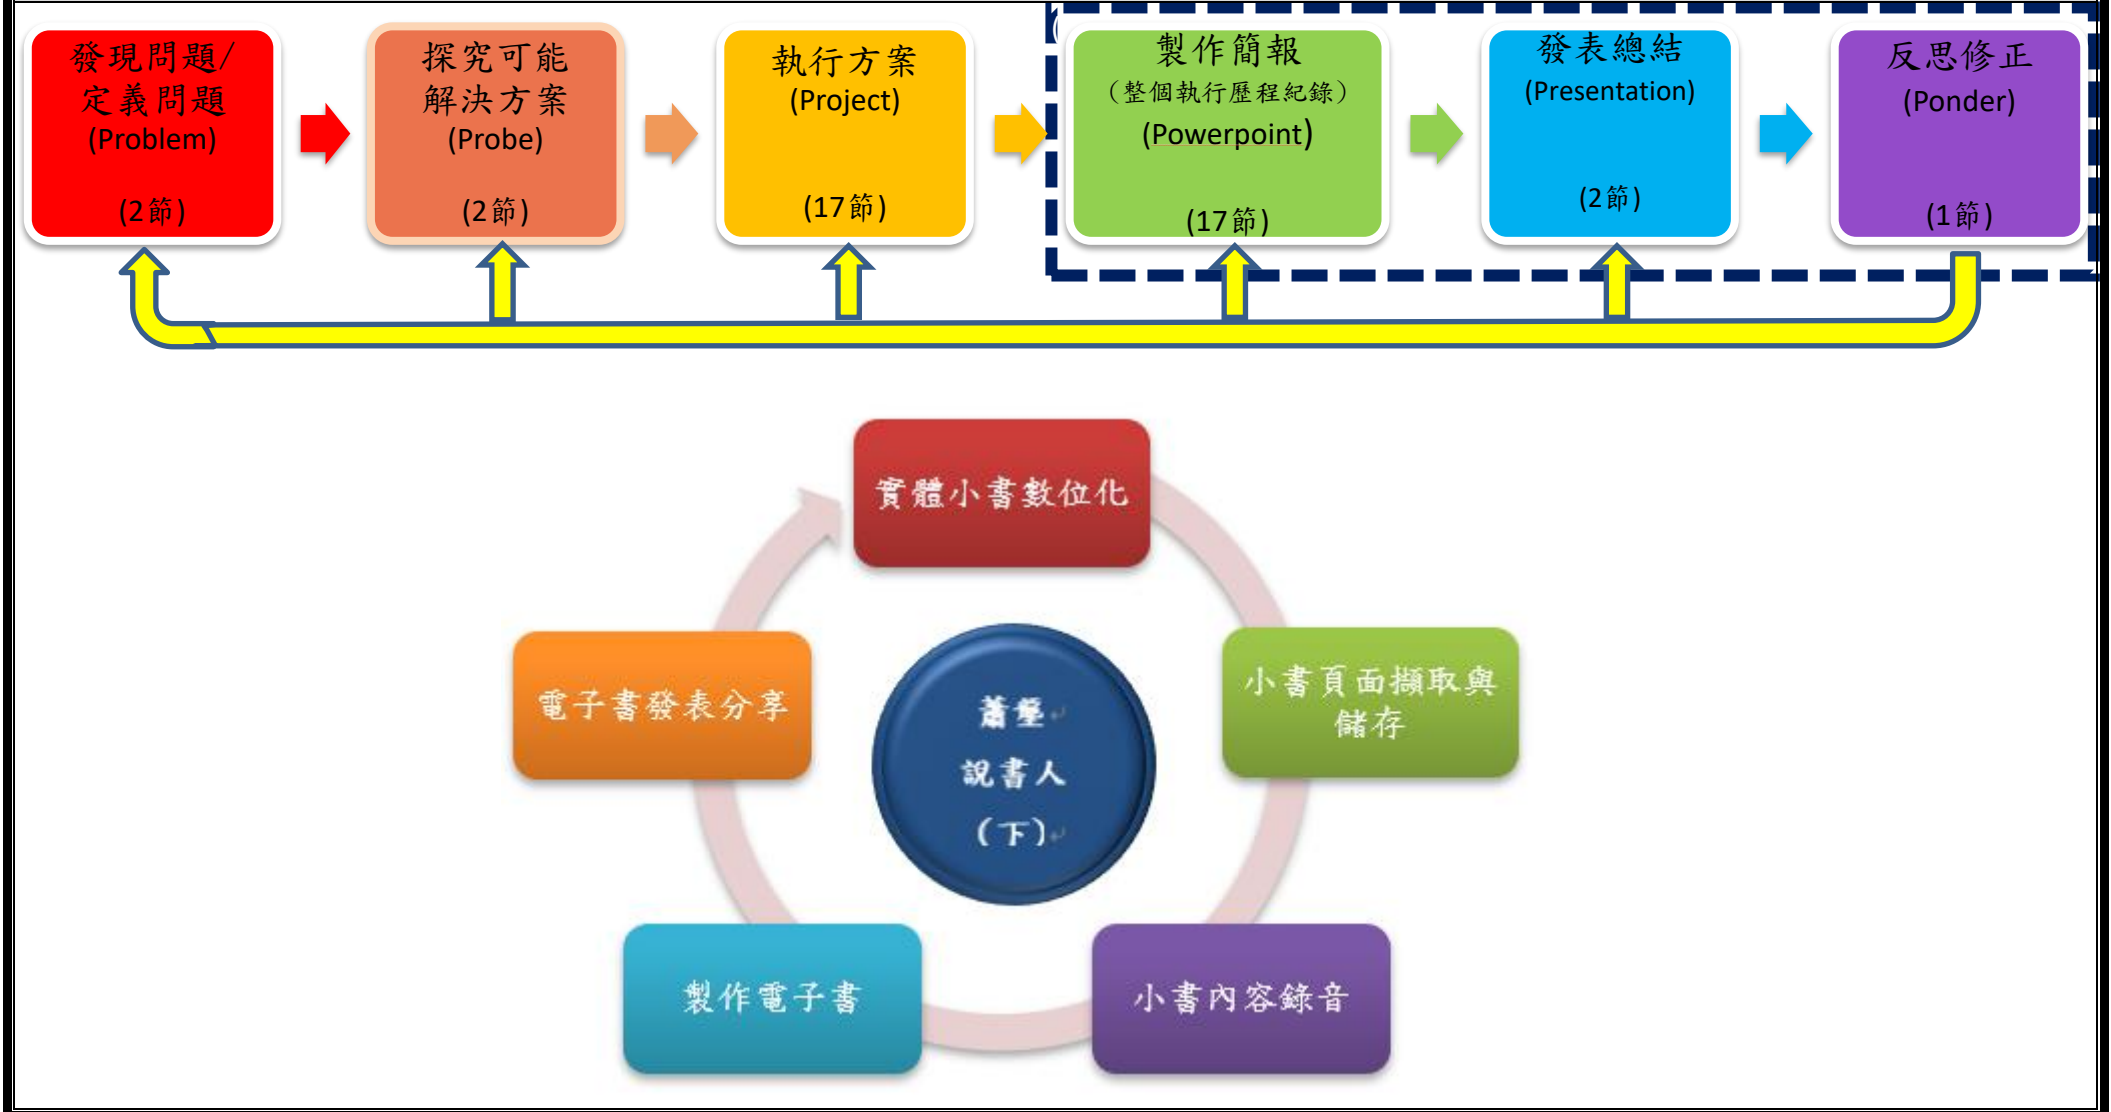 發現問題/
定義問題
(Problem)
(2節)
探究可能
解決方案
(Probe)
(2節)
執行方案
(Project)
(17節)
製作簡報
（整個執行歷程紀錄）
(Powerpoint)
(17節)
發表總結
(Presentation)
(2節)
反思修正
(Ponder)
(1節)
實體小書數位化
小書頁面擷取與
儲存
小書內容錄音
製作電子書
電子書發表分享
蕭壠
說書人
（下）